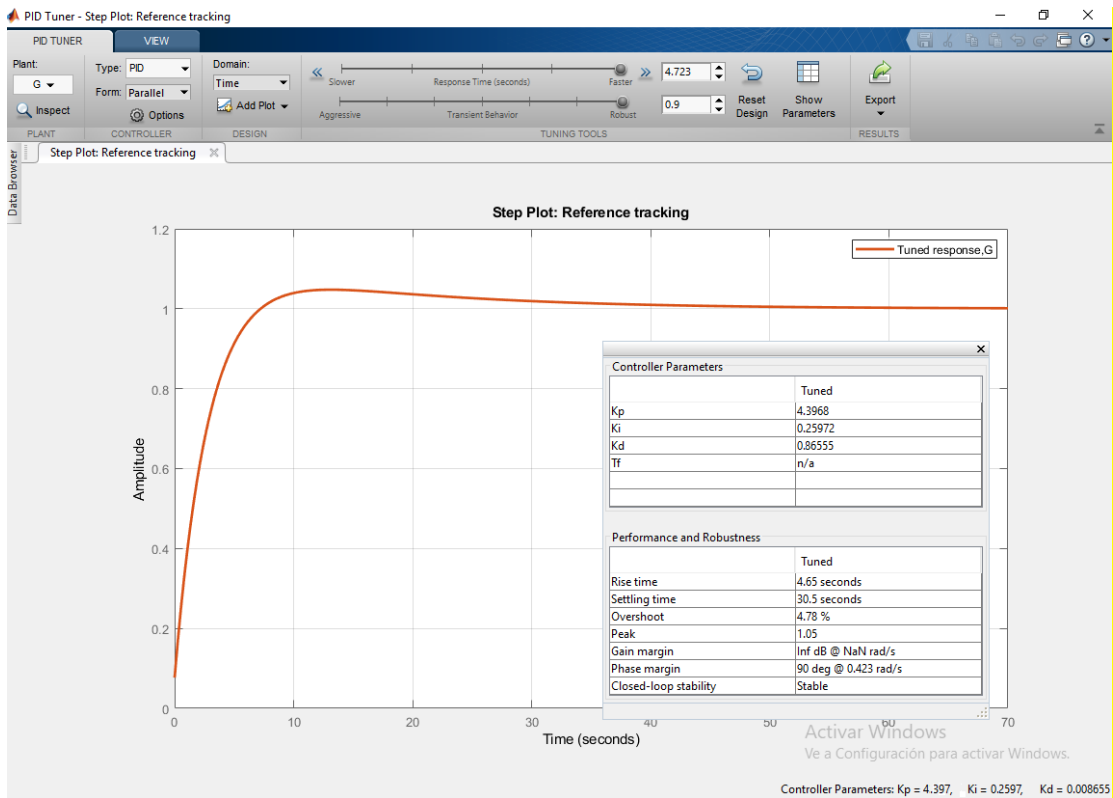 PID Tuner - Step Plot: Reference tracking
PID TUNER VIEW
Plant: Type: PID Domain:
G Form: Parallel Time
Slower Response Time (seconds) Faster 4.723
Inspect Options Add Plot
Aggressive Transient Behavior Robust 0.9
Reset Design Show Parameters Export
PLANT CONTROLLER DESIGN TUNING TOOLS RESULTS
Step Plot: Reference tracking
Data Browser
Step Plot: Reference tracking
Tuned response,G
1.2
1
0.8
0.6
0.4
0.2
0
Amplitude
0 10 20 30 40 50 60 70
Time (seconds)
Controller Parameters
Tuned
Kp 4.3968
Ki 0.25972
Kd 0.86555
Tf n/a
Performance and Robustness
Tuned
Rise time 4.65 seconds
Settling time 30.5 seconds
Overshoot 4.78 %
Peak 1.05
Gain margin Inf dB @ NaN rad/s
Phase margin 90 deg @ 0.423 rad/s
Closed-loop stability Stable
Activar Windows
Ve a Configuración para activar Windows.
Controller Parameters: Kp = 4.397, Ki = 0.2597, Kd = 0.008655